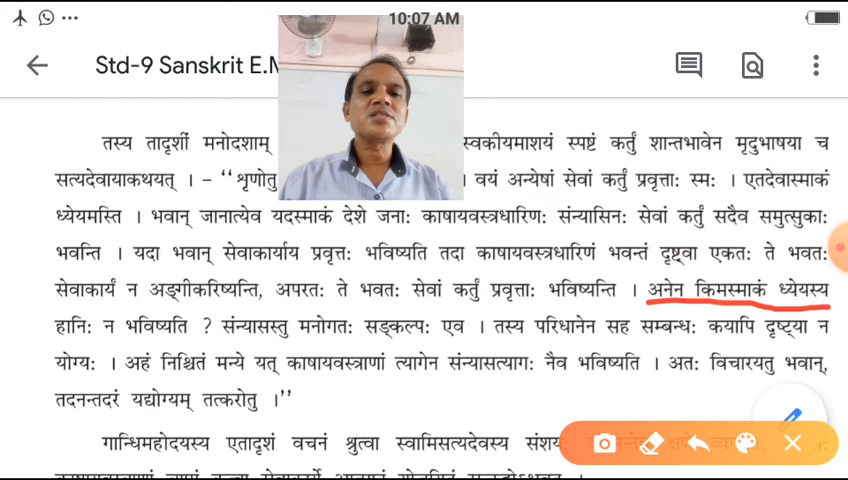 10:07 AM
Std-9 Sanskrit E.M
तस्य तादृशीं मनोदशाम् स्वकीयमाशयं स्पष्टं कर्तुं शान्तभावेन मृदुभाषया च
सत्यदेवायाकथयत् । – “शृणोतु । वयं अन्येषां सेवां कर्तुं प्रवृत्ताः स्मः । एतदेवास्माकं
ध्येयमस्ति । भवान् जानात्येव यदस्माकं देशे जनाः काषायवस्त्रधारिणः संन्यासिनः सेवां कर्तुं सदैव समुत्सुकाः
भवन्ति । यदा भवान् सेवाकार्याय प्रवृत्तः भविष्यति तदा काषायवस्त्रधारिणं भवन्तं दृष्ट्वा एकतः ते भवतः
सेवाकार्यं न अङ्गीकरिष्यन्ति, अपरतः ते भवतः सेवां कर्तुं प्रवृत्ताः भविष्यन्ति । अनेन किमस्माकं ध्येयस्य
हानिः न भविष्यति ? संन्यासस्तु मनोगतः सङ्कल्पः एव । तस्य परिधानेन सह सम्बन्धः कयापि दृष्ट्या न
योग्यः । अहं निश्चितं मन्ये यत् काषायवस्त्राणां त्यागेन संन्यासत्यागः नैव भविष्यति । अतः विचारयतु भवान्,
तदनन्तरं यद्योग्यम् तत्करोतु ।”
गान्धिमहोदयस्य एतादृशं वचनं श्रुत्वा स्वामिसत्यदेवस्य संशयः